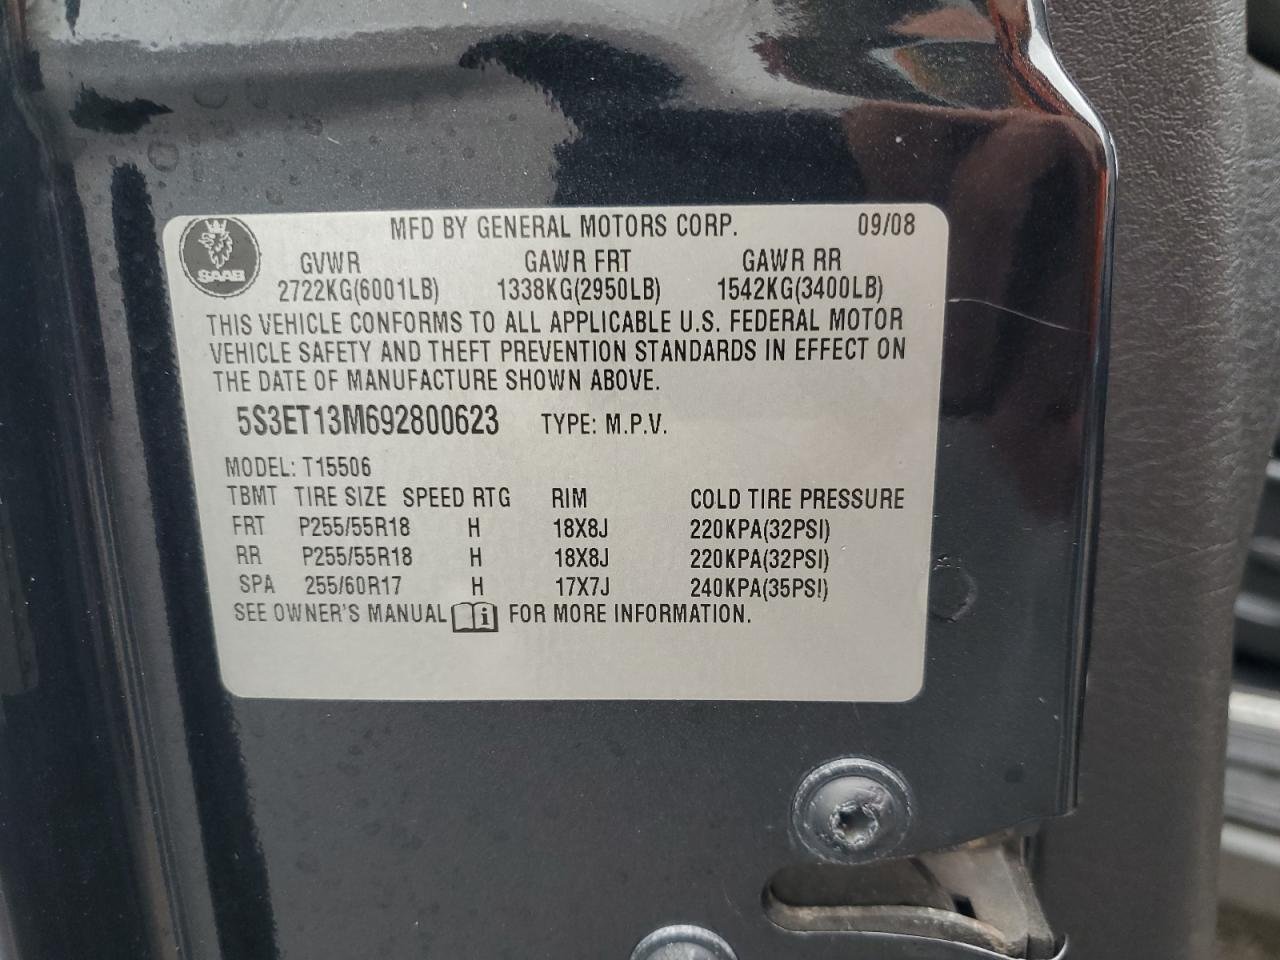 MFD BY GENERAL MOTORS CORP. 09/08
SAAB
GVWR GAWR FRT GAWR RR
2722KG(6001LB) 1338KG(2950LB) 1542KG(3400LB)
THIS VEHICLE CONFORMS TO ALL APPLICABLE U.S. FEDERAL MOTOR
VEHICLE SAFETY AND THEFT PREVENTION STANDARDS IN EFFECT ON
THE DATE OF MANUFACTURE SHOWN ABOVE.
5S3ET13M692800623 TYPE: M.P.V.
MODEL: T15506
TBMT TIRE SIZE SPEED RTG RIM COLD TIRE PRESSURE
FRT P255/55R18 H 18X8J 220KPA(32PSI)
RR P255/55R18 H 18X8J 220KPA(32PSI)
SPA 255/60R17 H 17X7J 240KPA(35PSI)
SEE OWNER'S MANUAL i FOR MORE INFORMATION.